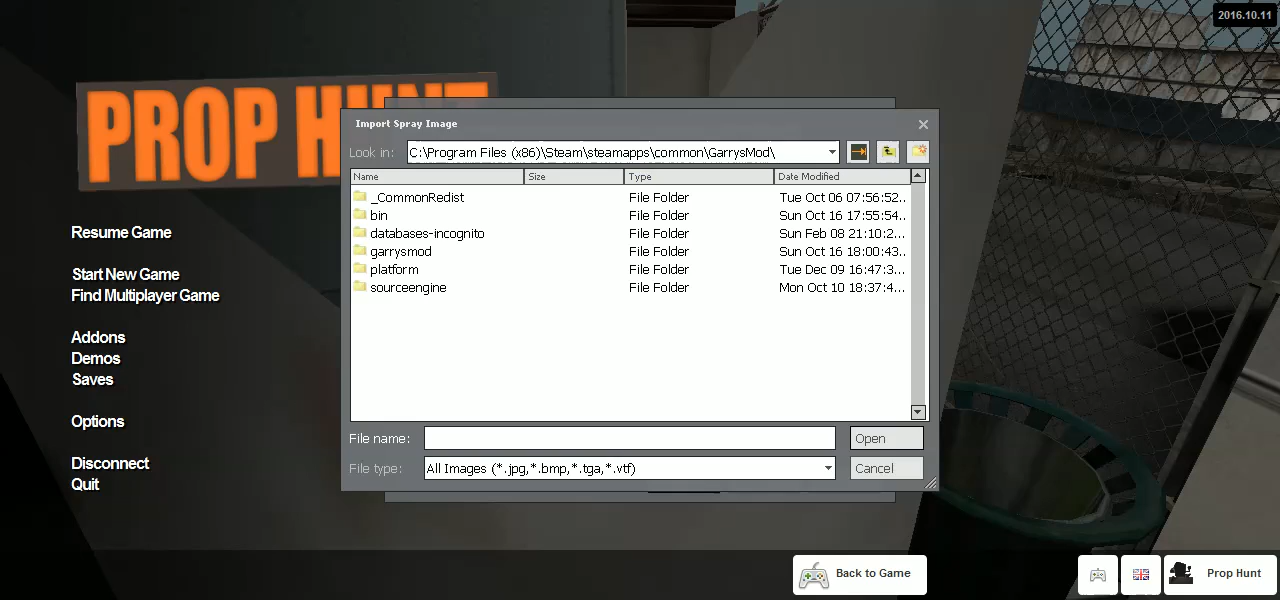 2016.10.11
PROP HUNT
Import Spray Image
Look in: C:\Program Files (x86)\Steam\steamapps\common\GarrysMod\
Name Size Type Date Modified
_CommonRedist File Folder Tue Oct 06 07:56:52..
bin File Folder Sun Oct 16 17:55:54..
databases-incognito File Folder Sun Feb 08 21:10:2...
garrysmod File Folder Sun Oct 16 18:00:43..
platform File Folder Tue Dec 09 16:47:3...
sourceengine File Folder Mon Oct 10 18:37:4...
File name: Open
File type: All Images (*.jpg,*.bmp,*.tga,*.vtf) Cancel
Resume Game
Start New Game
Find Multiplayer Game
Addons
Demos
Saves
Options
Disconnect
Quit
Back to Game
Prop Hunt